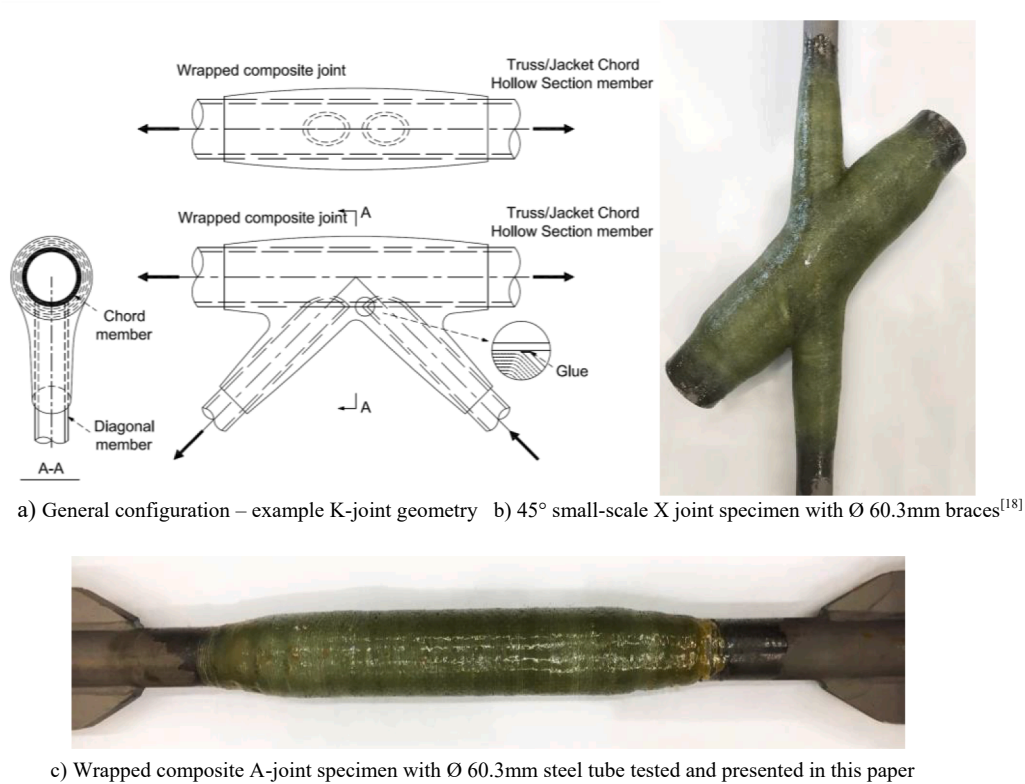 Wrapped composite joint
Truss/Jacket Chord
Hollow Section member
Wrapped composite joint
A
Truss/Jacket Chord
Hollow Section member
Chord
member
Glue
A
Diagonal
member
A-A
a) General configuration – example K-joint geometry b) 45° small-scale X joint specimen with Ø 60.3mm braces[18]
c) Wrapped composite A-joint specimen with Ø 60.3mm steel tube tested and presented in this paper